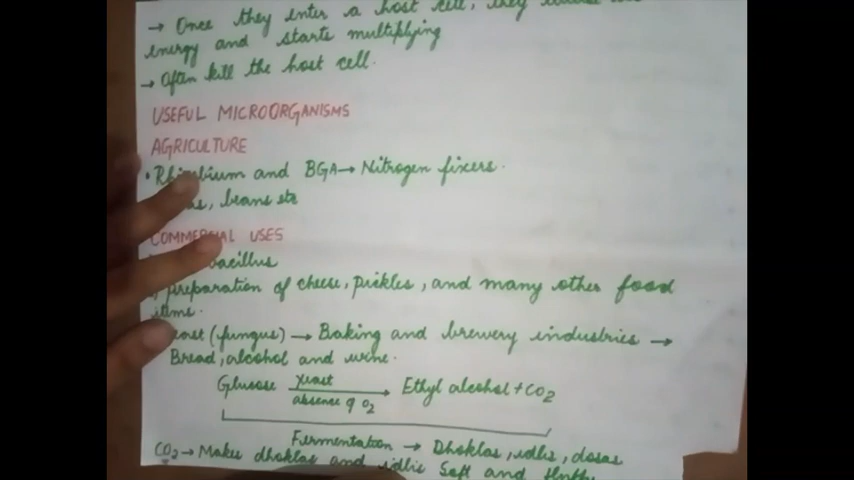 → Once they enter a host cell, they
energy and starts multiplying
→ Often kill the host cell.
USEFUL MICROORGANISMS
AGRICULTURE
• Rhizobium and BGA → Nitrogen fixers.
, beans etc
COMMERCIAL USES
bacillus
preparation of cheese, pickles, and many other food
items.
(fungus) → Baking and brewery industries →
Bread, alcohol and wine.
Glucose yeast → Ethyl alcohol + CO2
absence of O2
Fermentation → Dhoklas, idlis, dosas
CO2 → Makes dhoklas and idlis soft and